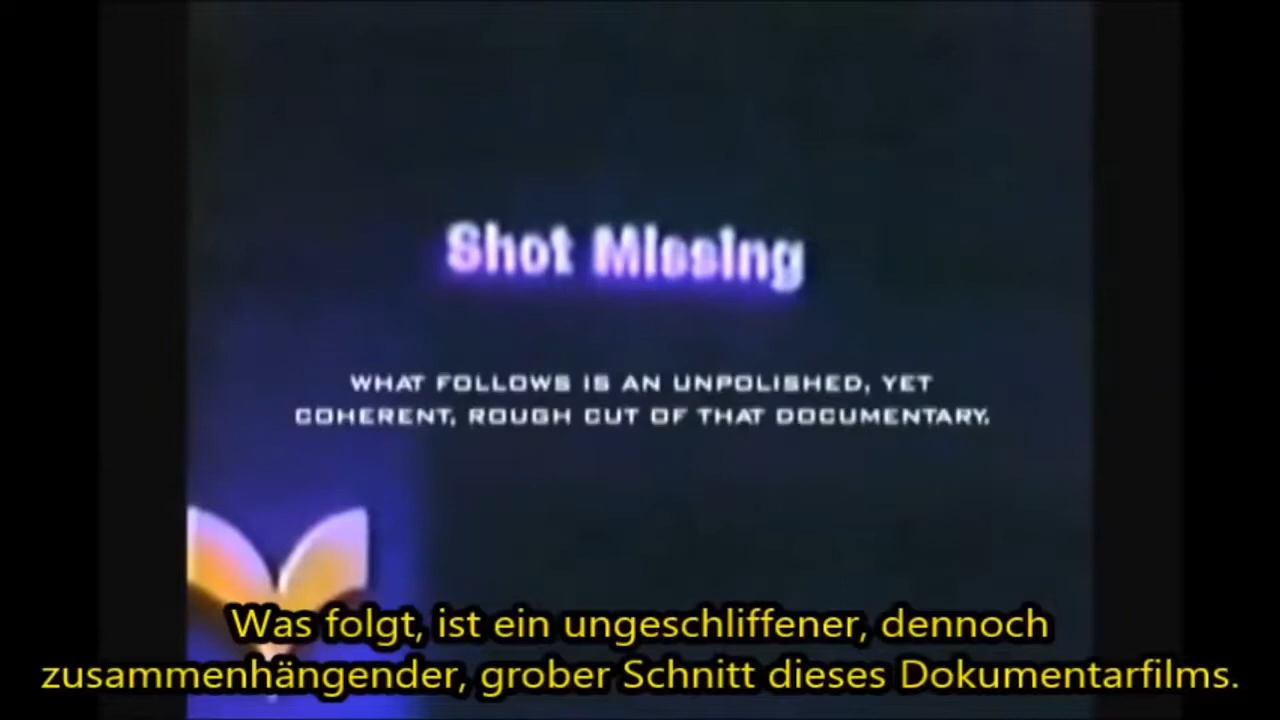 Shot Missing
WHAT FOLLOWS IS AN UNPOLISHED, YET
COHERENT, ROUGH CUT OF THAT DOCUMENTARY.
Was folgt, ist ein ungeschliffener, dennoch
zusammenhängender, grober Schnitt dieses Dokumentarfilms.